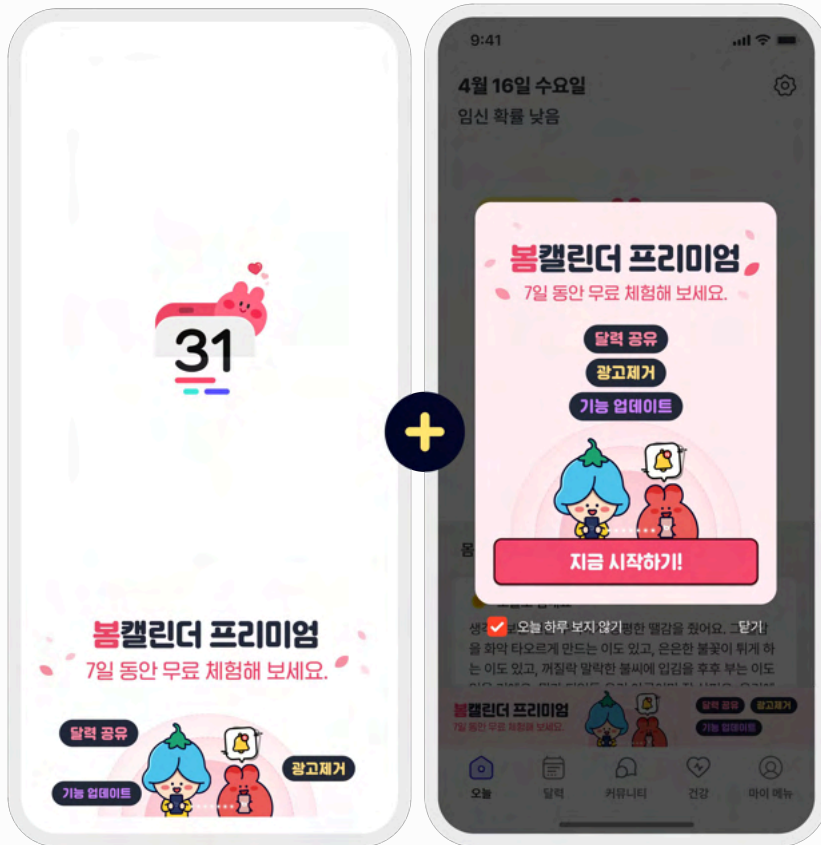 31
봄캘린더 프리미엄
7일 동안 무료 체험해 보세요.
달력 공유
광고제거
기능 업데이트
9:41
4월 16일 수요일
임신 확률 낮음
봄캘린더 프리미엄
7일 동안 무료 체험해 보세요.
달력 공유
광고제거
기능 업데이트
지금 시작하기!
오늘 하루 보지 않기
닫기
을 화악 타오르게 만드는 이도 있고, 은은한 불꽃이 튀게 하
는 이도 있고, 꺼질락 말락한 불씨에 입김을 후후 부는 이도
봄캘린더 프리미엄
7일 동안 무료 체험해 보세요.
달력 공유
광고제거
기능 업데이트
오늘
달력
커뮤니티
건강
마이 메뉴